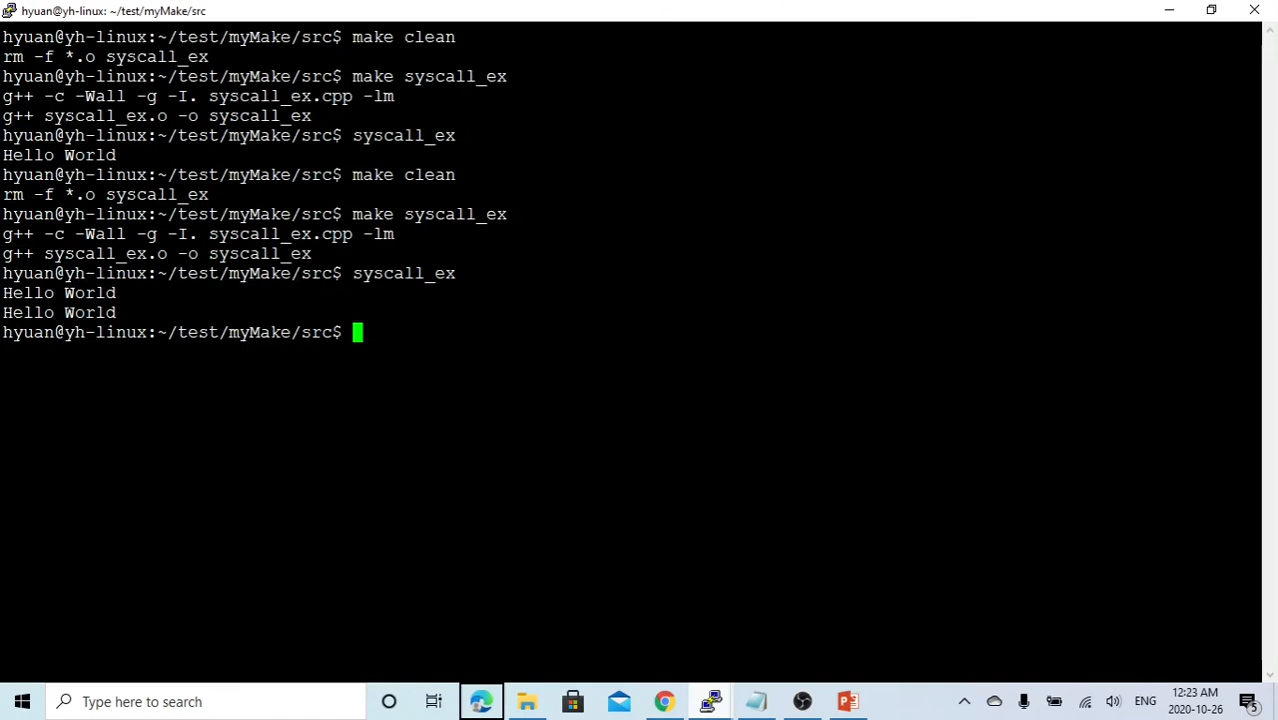 hyuan@yh-linux: ~/test/myMake/src
hyuan@yh-linux:~/test/myMake/src$ make clean
rm -f *.o syscall_ex
hyuan@yh-linux:~/test/myMake/src$ make syscall_ex
g++ -c -Wall -g -I. syscall_ex.cpp -lm
g++ syscall_ex.o -o syscall_ex
hyuan@yh-linux:~/test/myMake/src$ syscall_ex
Hello World
hyuan@yh-linux:~/test/myMake/src$ make clean
rm -f *.o syscall_ex
hyuan@yh-linux:~/test/myMake/src$ make syscall_ex
g++ -c -Wall -g -I. syscall_ex.cpp -lm
g++ syscall_ex.o -o syscall_ex
hyuan@yh-linux:~/test/myMake/src$ syscall_ex
Hello World
Hello World
hyuan@yh-linux:~/test/myMake/src$
Type here to search
ENG
12:23 AM
2020-10-26
5